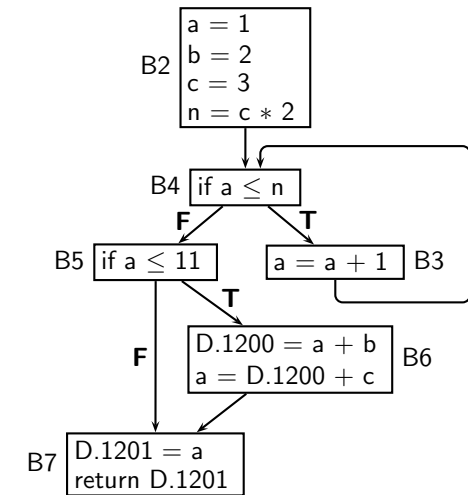 a = 1
B2
b = 2
c = 3
n = c ∗ 2
B4
if a ≤ n
F
T
B5
if a ≤ 11
a = a + 1
B3
T
F
D.1200 = a + b
a = D.1200 + c
B6
B7
D.1201 = a
return D.1201